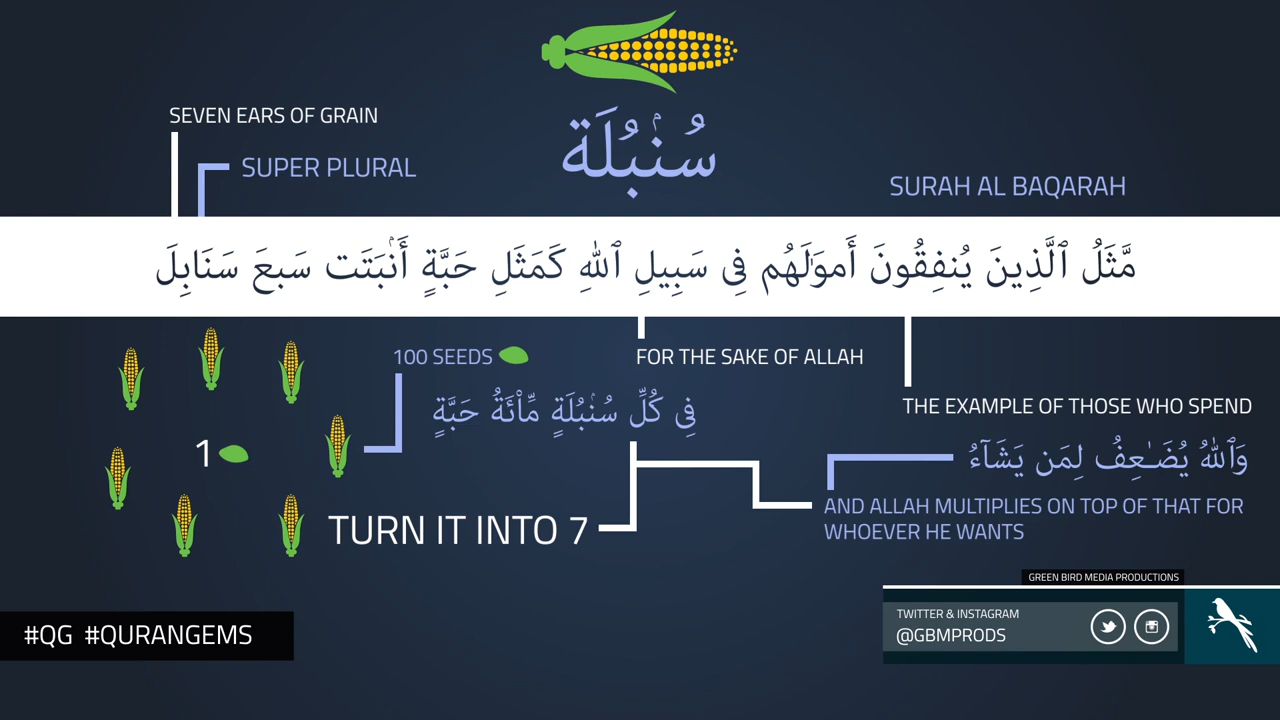 سُنۢبُلَة
SEVEN EARS OF GRAIN
SUPER PLURAL
SURAH AL BAQARAH
مَّثَلُ ٱلَّذِينَ يُنفِقُونَ أَموَٰلَهُم فِى سَبِيلِ ٱللَّهِ كَمَثَلِ حَبَّةٍ أَنۢبَتَت سَبعَ سَنَابِلَ
100 SEEDS
FOR THE SAKE OF ALLAH
فِى كُلِّ سُنۢبُلَةٍ مِّا۟ئَةُ حَبَّةٍ
THE EXAMPLE OF THOSE WHO SPEND
وَٱللَّهُ يُضَـٰعِفُ لِمَن يَشَآءُ
1
AND ALLAH MULTIPLIES ON TOP OF THAT FOR
WHOEVER HE WANTS
TURN IT INTO 7
GREEN BIRD MEDIA PRODUCTIONS
TWITTER & INSTAGRAM
@GBMPRODS
#QG #QURANGEMS